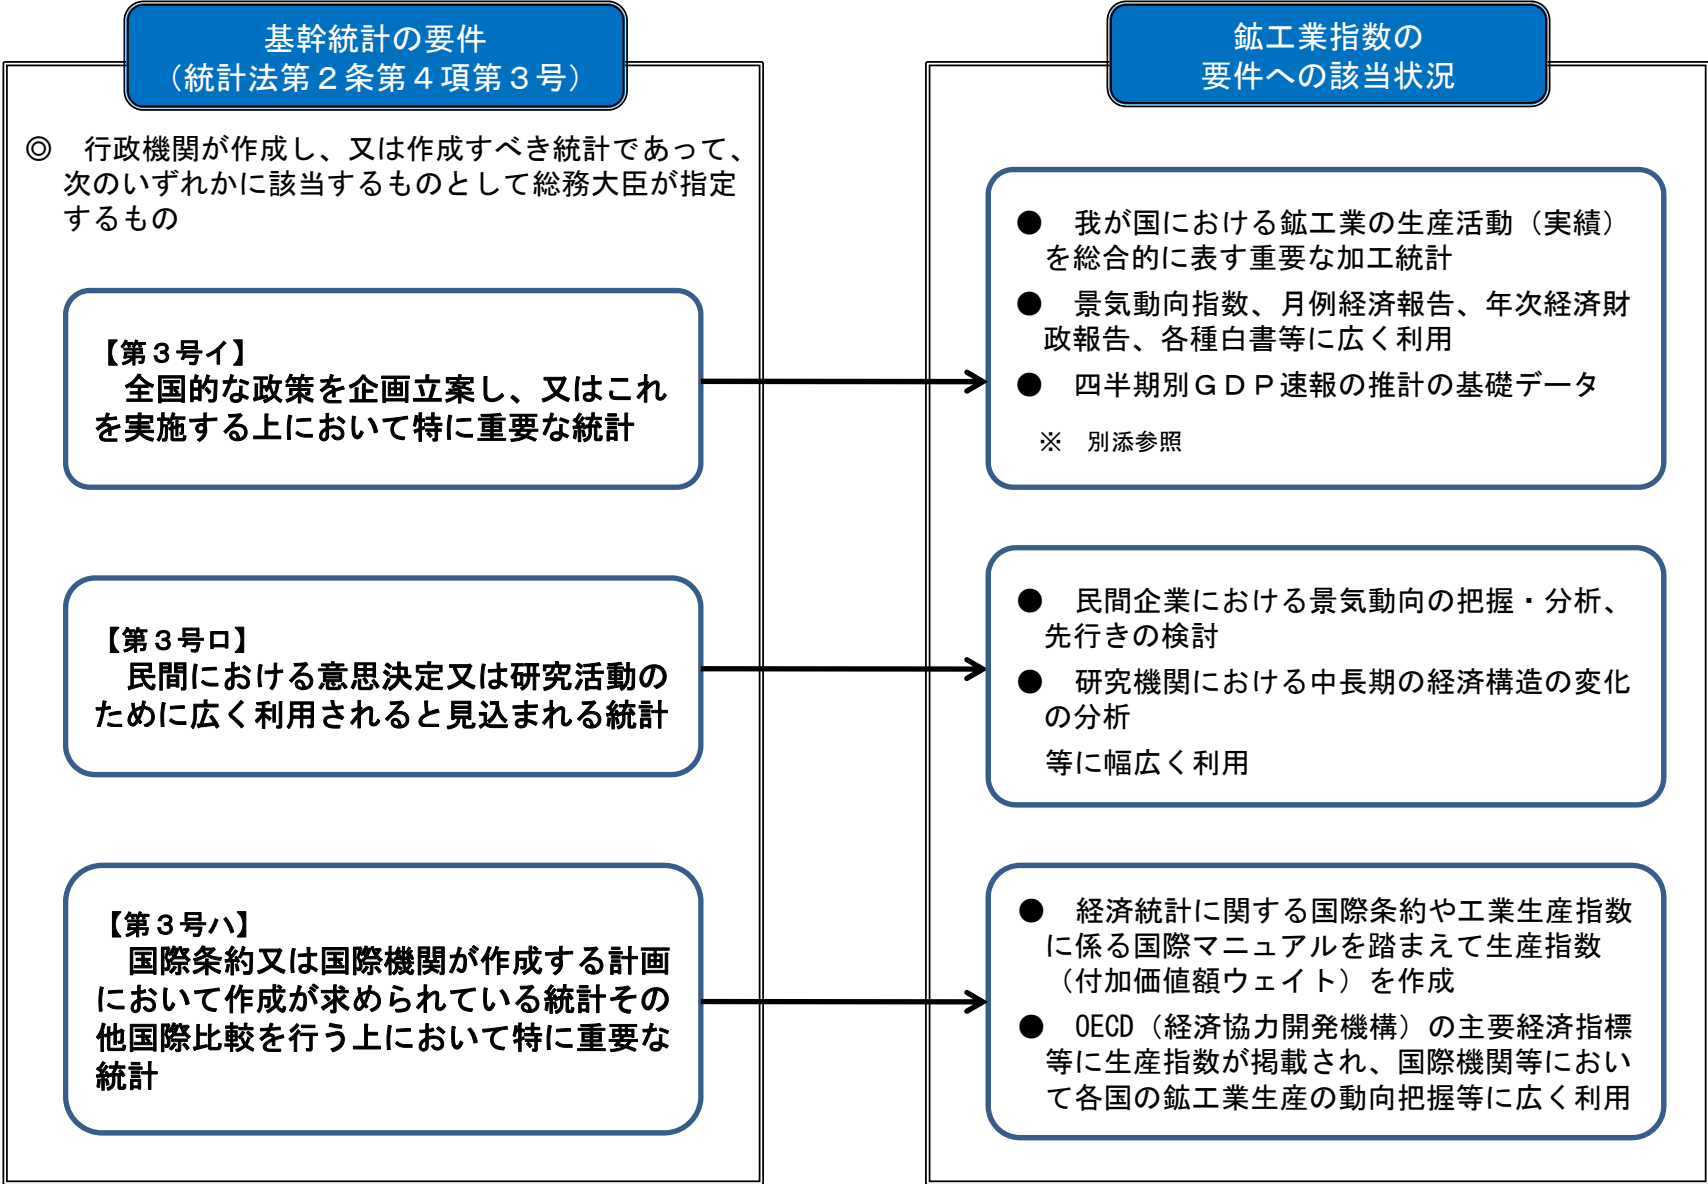 基幹統計の要件
（統計法第２条第４項第３号）
◎　行政機関が作成し、又は作成すべき統計であって、
次のいずれかに該当するものとして総務大臣が指定
するもの
【第３号イ】
全国的な政策を企画立案し、又はこれ
を実施する上において特に重要な統計
【第３号ロ】
民間における意思決定又は研究活動の
ために広く利用されると見込まれる統計
【第３号ハ】
国際条約又は国際機関が作成する計画
において作成が求められている統計その
他国際比較を行う上において特に重要な
統計
鉱工業指数の
要件への該当状況
●　我が国における鉱工業の生産活動（実績）
を総合的に表す重要な加工統計
●　景気動向指数、月例経済報告、年次経済財
政報告、各種白書等に広く利用
●　四半期別ＧＤＰ速報の推計の基礎データ
※　別添参照
●　民間企業における景気動向の把握・分析、
先行きの検討
●　研究機関における中長期の経済構造の変化
の分析
等に幅広く利用
●　経済統計に関する国際条約や工業生産指数
に係る国際マニュアルを踏まえて生産指数
（付加価値額ウェイト）を作成
●　OECD（経済協力開発機構）の主要経済指標
等に生産指数が掲載され、国際機関等におい
て各国の鉱工業生産の動向把握等に広く利用